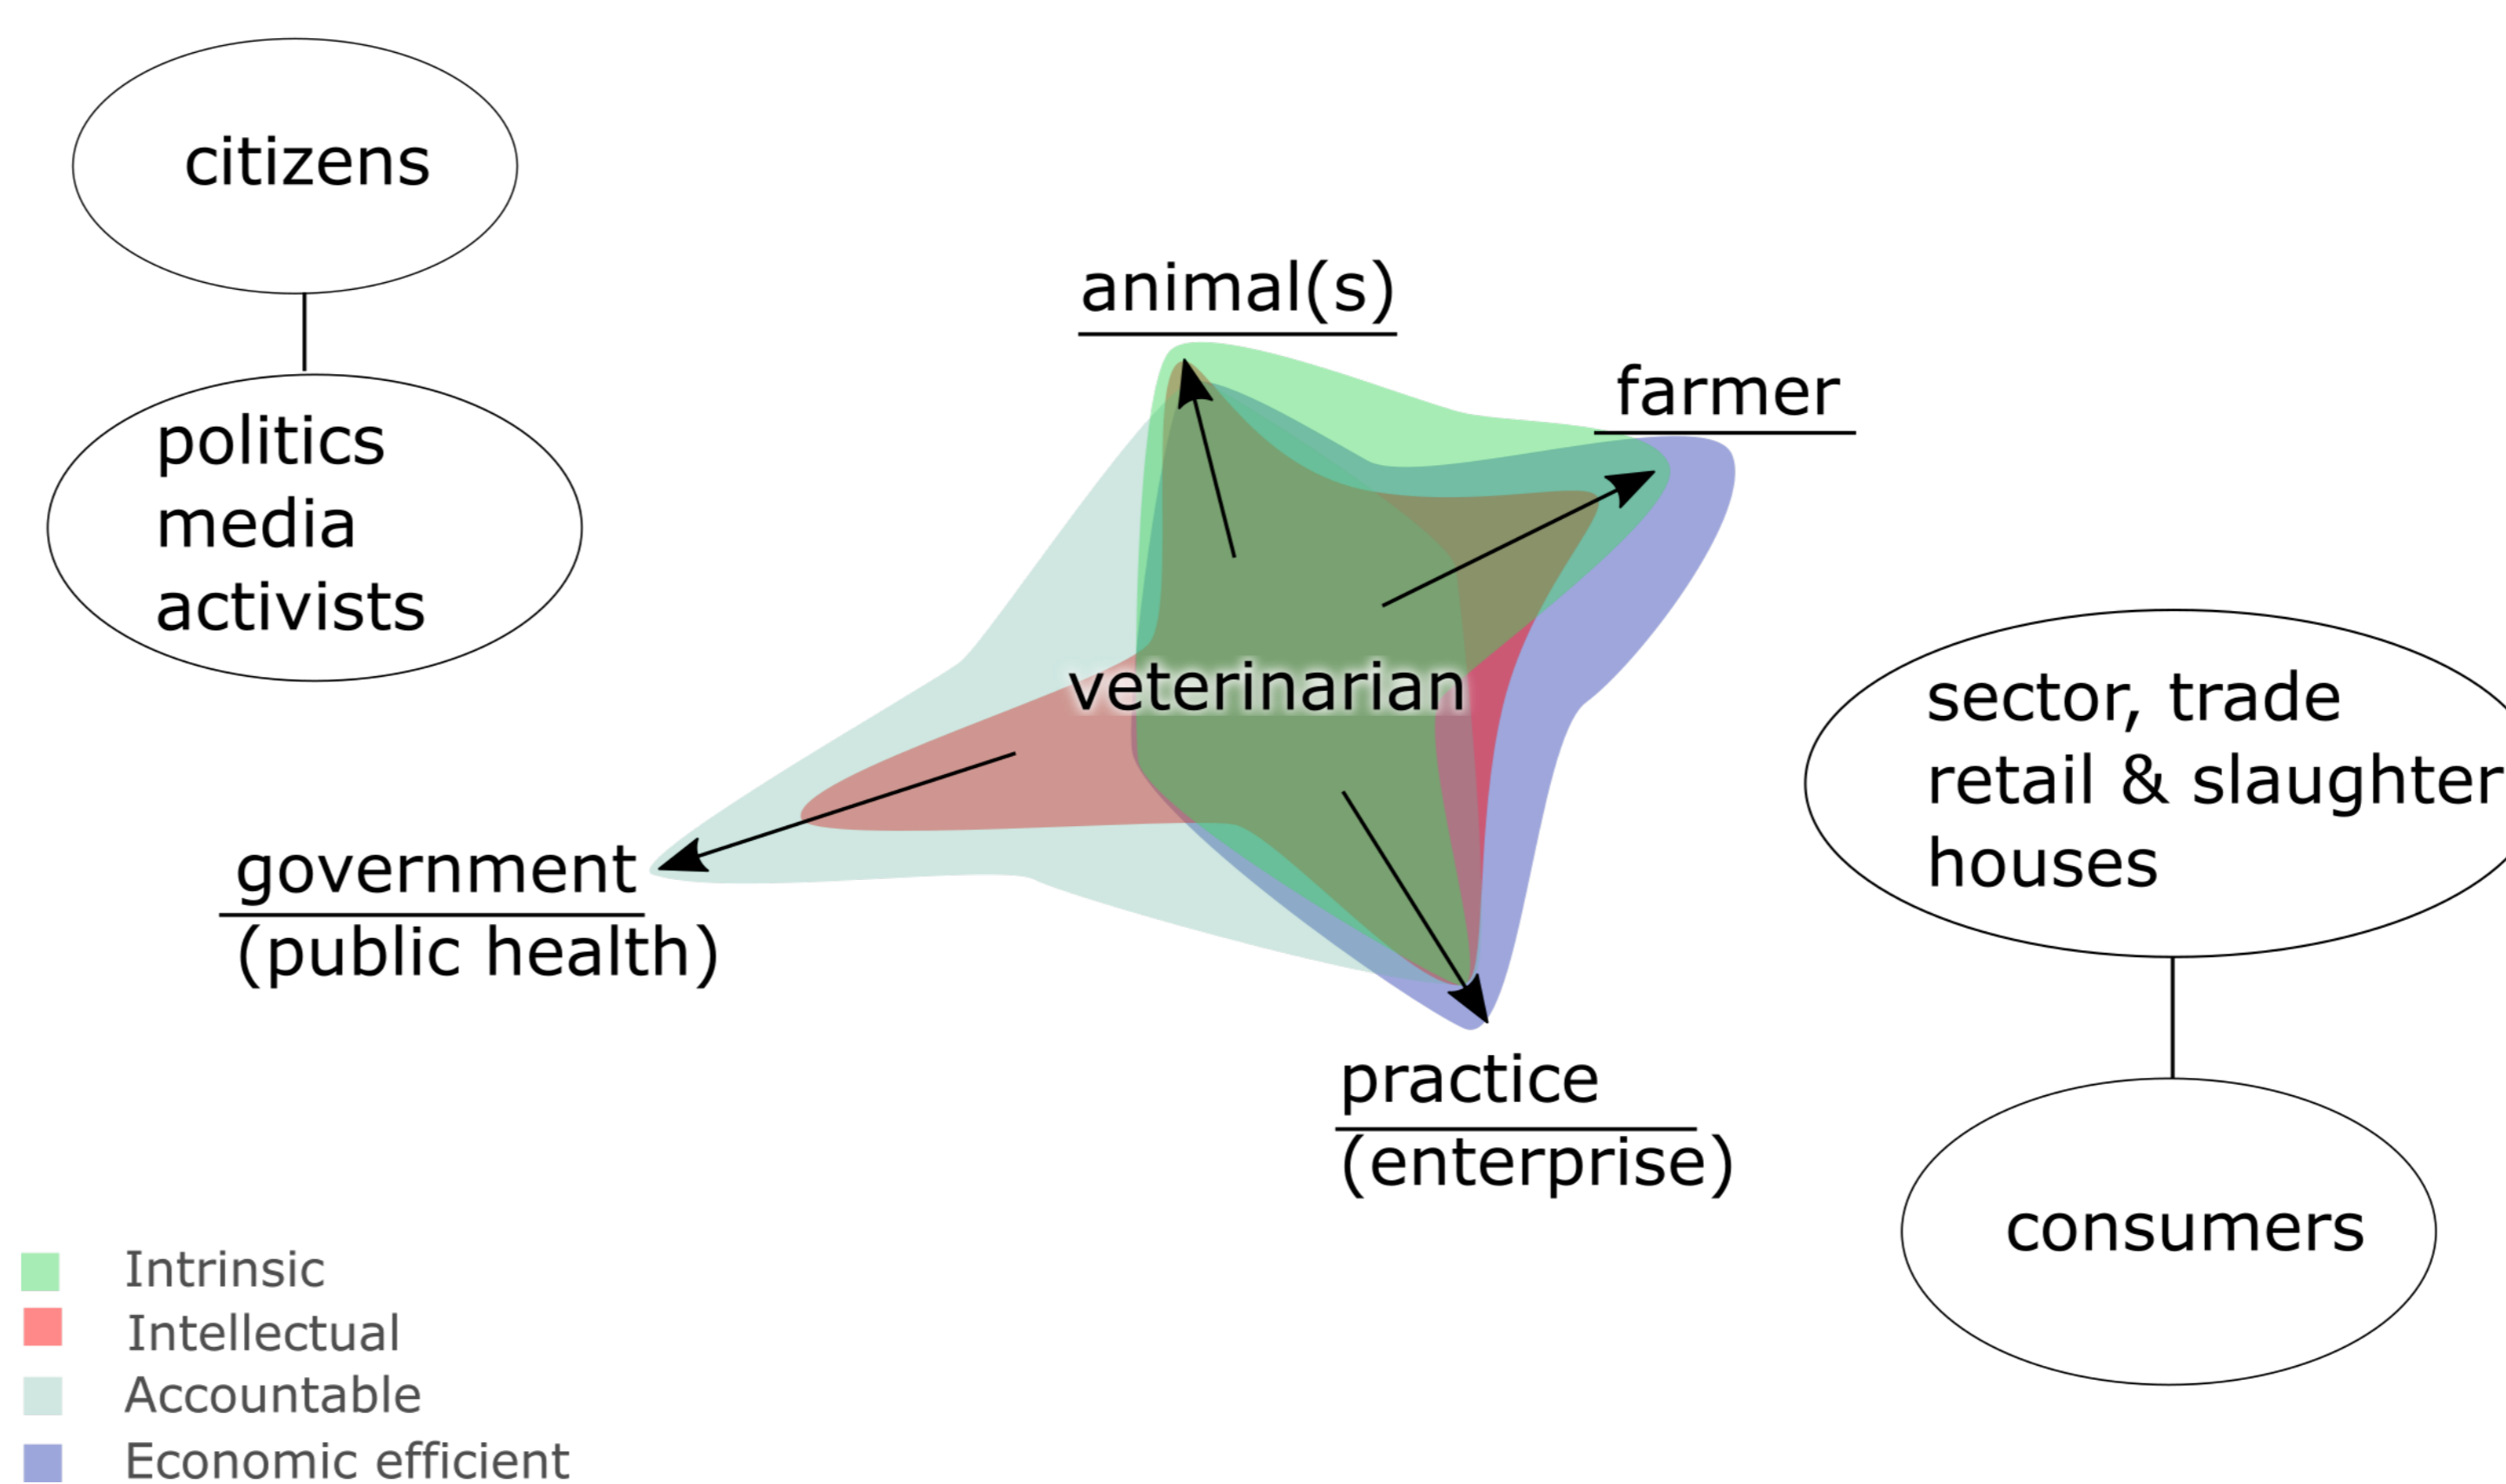 citizens
politics
media
activists
animal(s)
farmer
veterinarian
government
(public health)
practice
(enterprise)
sector, trade
retail & slaughter
houses
consumers
Intrinsic
Intellectual
Accountable
Economic efficient